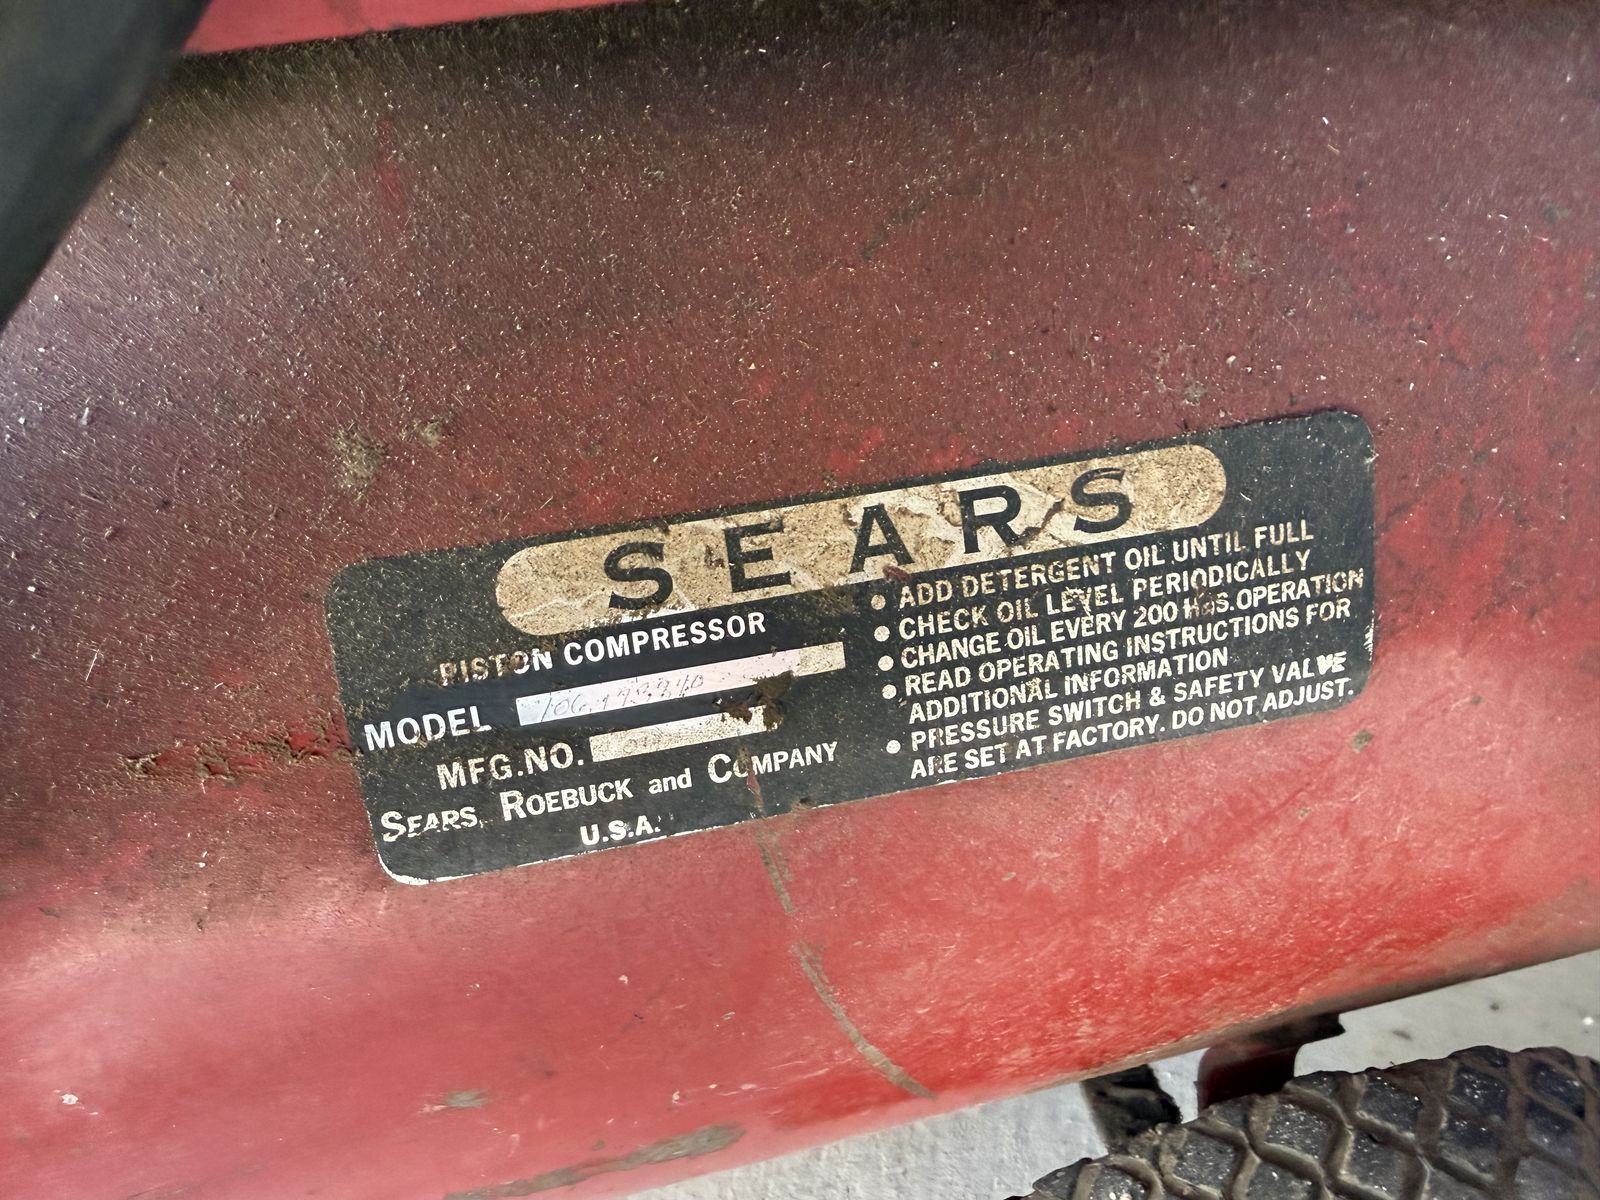 SEARS
PISTON COMPRESSOR
MODEL
MFG.NO.
SEARS, ROEBUCK and COMPANY
U.S.A.
• ADD DETERGENT OIL UNTIL FULL
• CHECK OIL LEVEL PERIODICALLY
• CHANGE OIL EVERY 200 HRS. OPERATION
• READ OPERATING INSTRUCTIONS FOR
ADDITIONAL INFORMATION
• PRESSURE SWITCH & SAFETY VALVE
ARE SET AT FACTORY. DO NOT ADJUST.